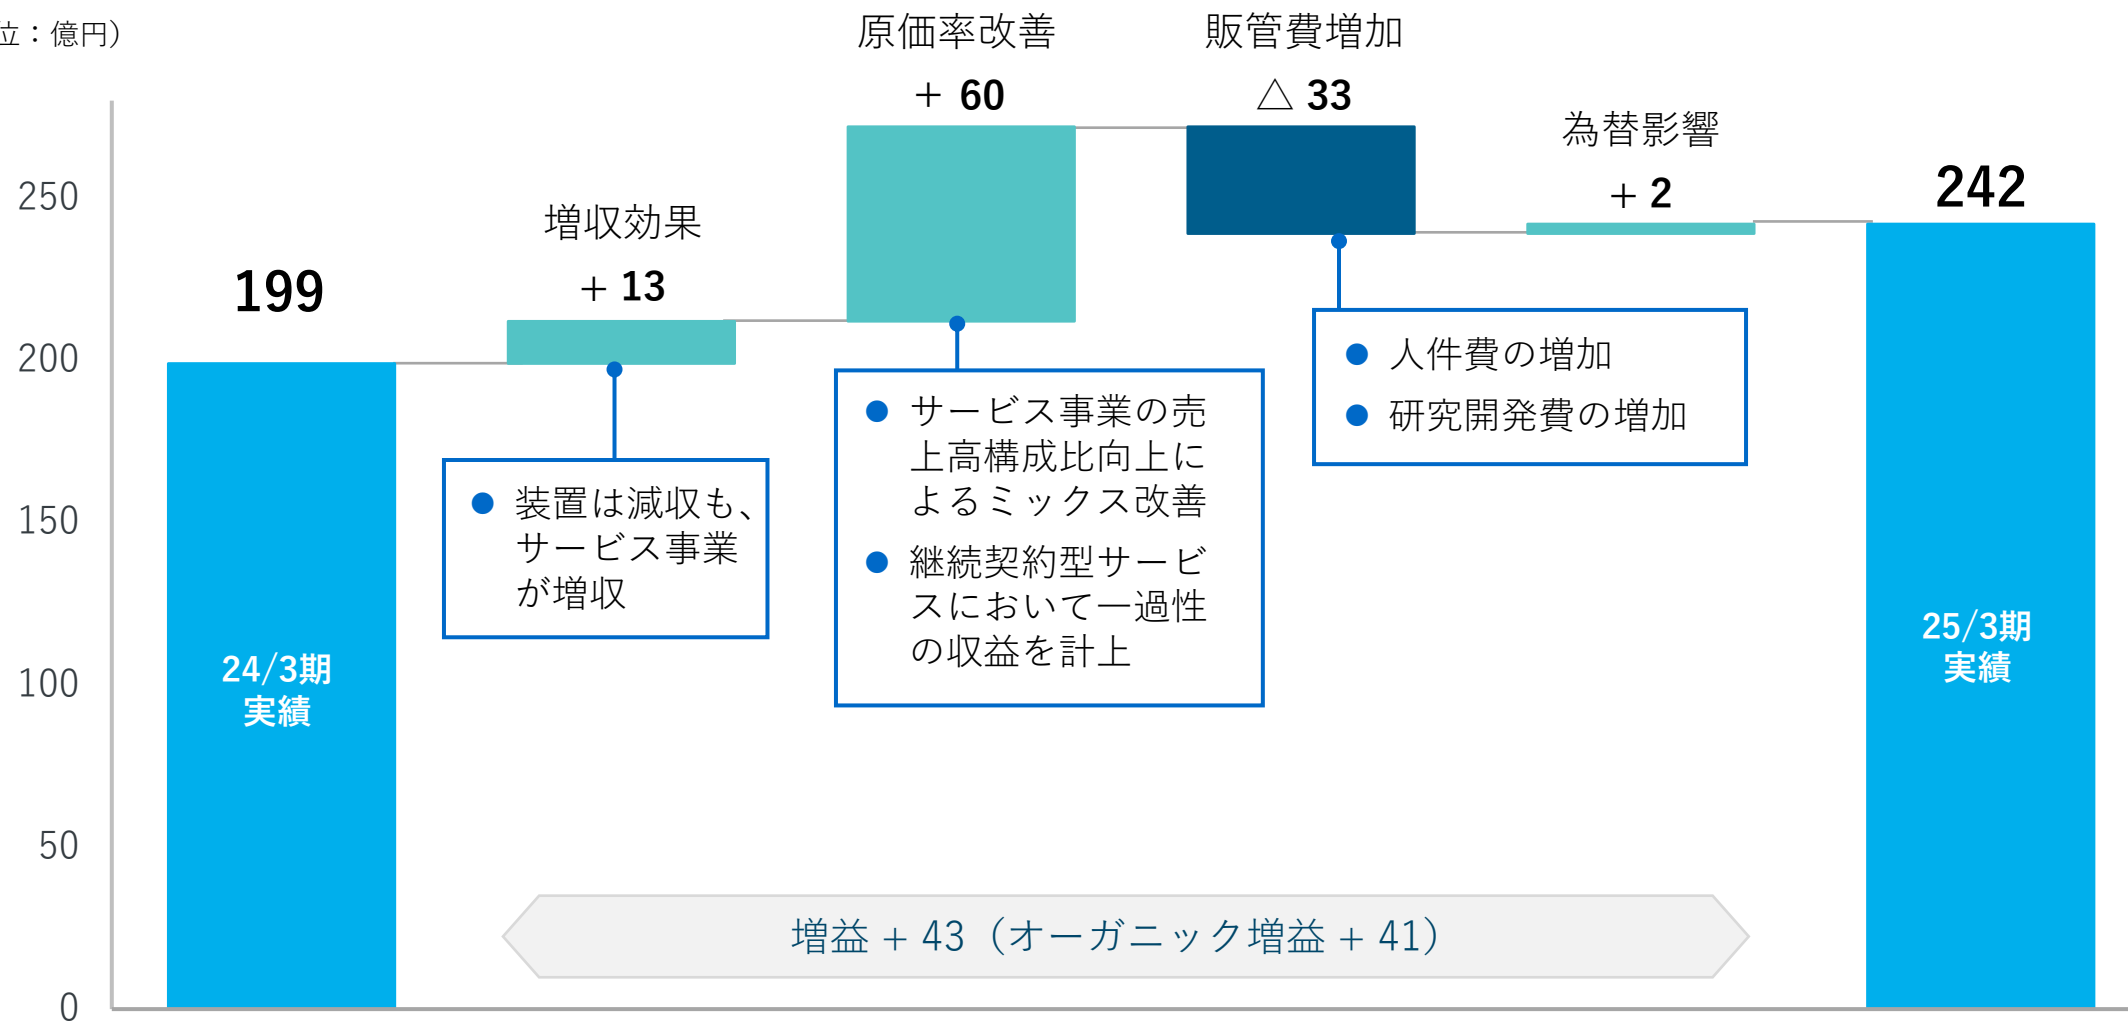 位：億円）
原価率改善
+ 60
販管費増加
△ 33
為替影響
+ 2
増収効果
+ 13
199
242
250
200
150
100
50
0
装置は減収も、
サービス事業
が増収
サービス事業の売
上高構成比向上に
よるミックス改善
継続契約型サービ
スにおいて一過性
の収益を計上
人件費の増加
研究開発費の増加
24/3期
実績
25/3期
実績
増益 + 43（オーガニック増益 + 41）